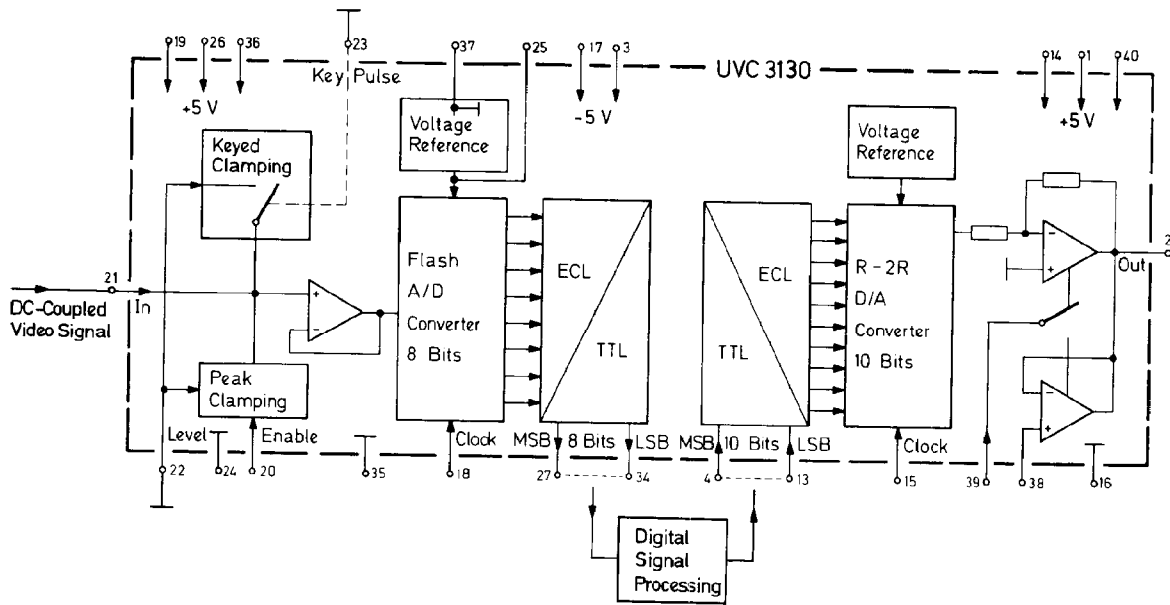 19 26 36 23 37 25 17 3 14 1 40
Key Pulse
UVC 3130
+5 V
-5 V
+5 V
Keyed
Clamping
Voltage
Reference
Voltage
Reference
21
In
DC-Coupled
Video Signal
Flash
A/D
Converter
8 Bits
ECL
TTL
ECL
TTL
R-2R
D/A
Converter
10 Bits
+
-
-
+
Out
2
Peak
Clamping
-
+
Level
Enable
Clock
MSB 8 Bits LSB
MSB 10 Bits LSB
Clock
22 24 20 35 18 27 34 4 13 15 39 38 16
Digital
Signal
Processing